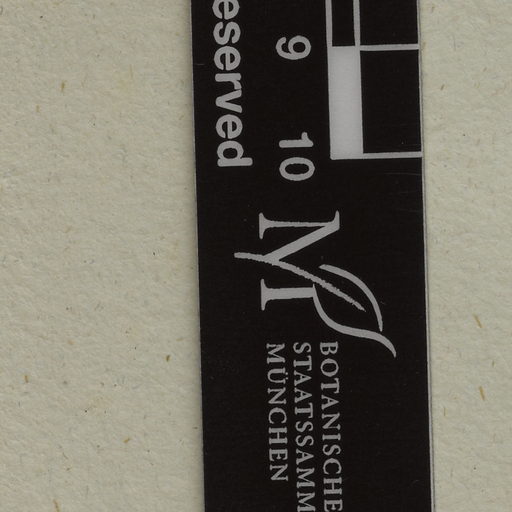 eserved
9 10
M
BOTANISCHE
STAATSSAMM
MÜNCHEN